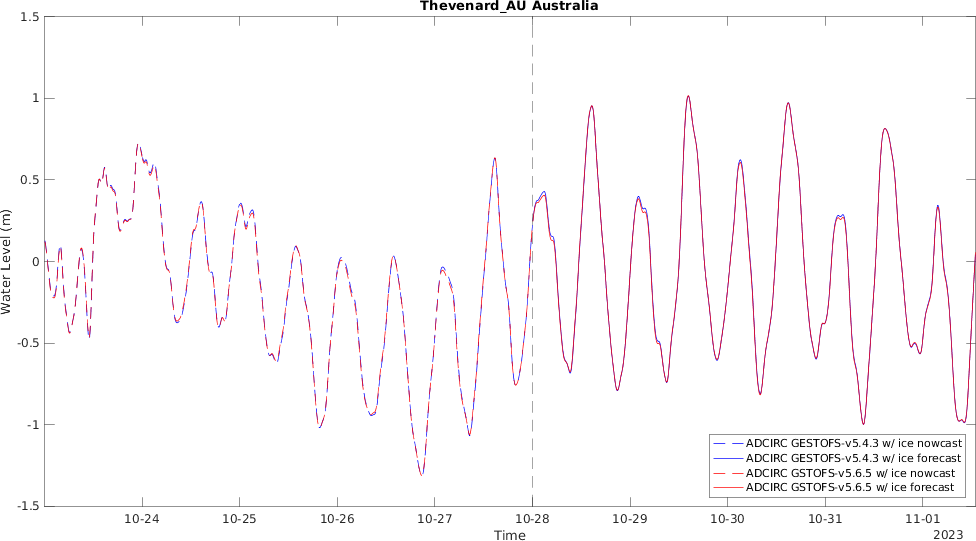 Thevenard_AU Australia
1.5
1
0.5
0
-0.5
-1
-1.5
Water Level (m)
10-24
10-25
10-26
10-27
10-28
10-29
10-30
10-31
11-01
Time
2023
ADCIRC GESTOFS-v5.4.3 w/ ice nowcast
ADCIRC GESTOFS-v5.4.3 w/ ice forecast
ADCIRC GSTOFS-v5.6.5 w/ ice nowcast
ADCIRC GSTOFS-v5.6.5 w/ ice forecast